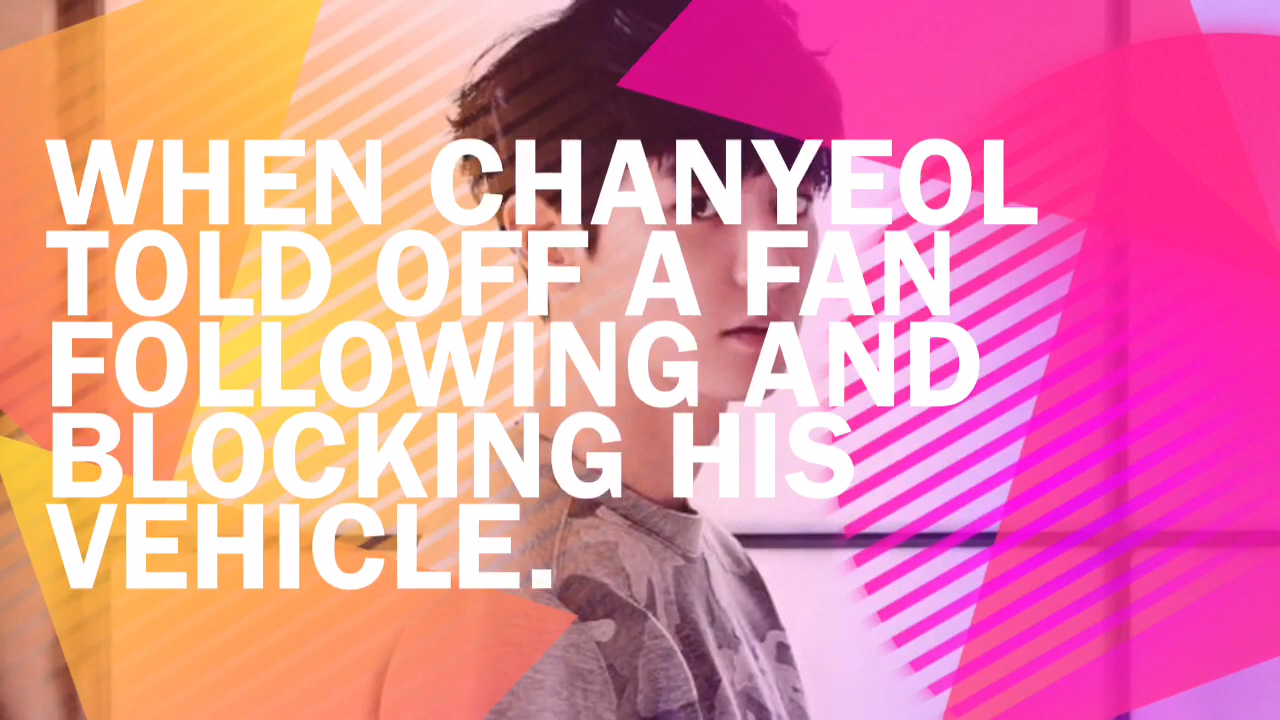 WHEN CHANYEOL
TOLD OFF A FAN
FOLLOWING AND
BLOCKING HIS
VEHICLE.